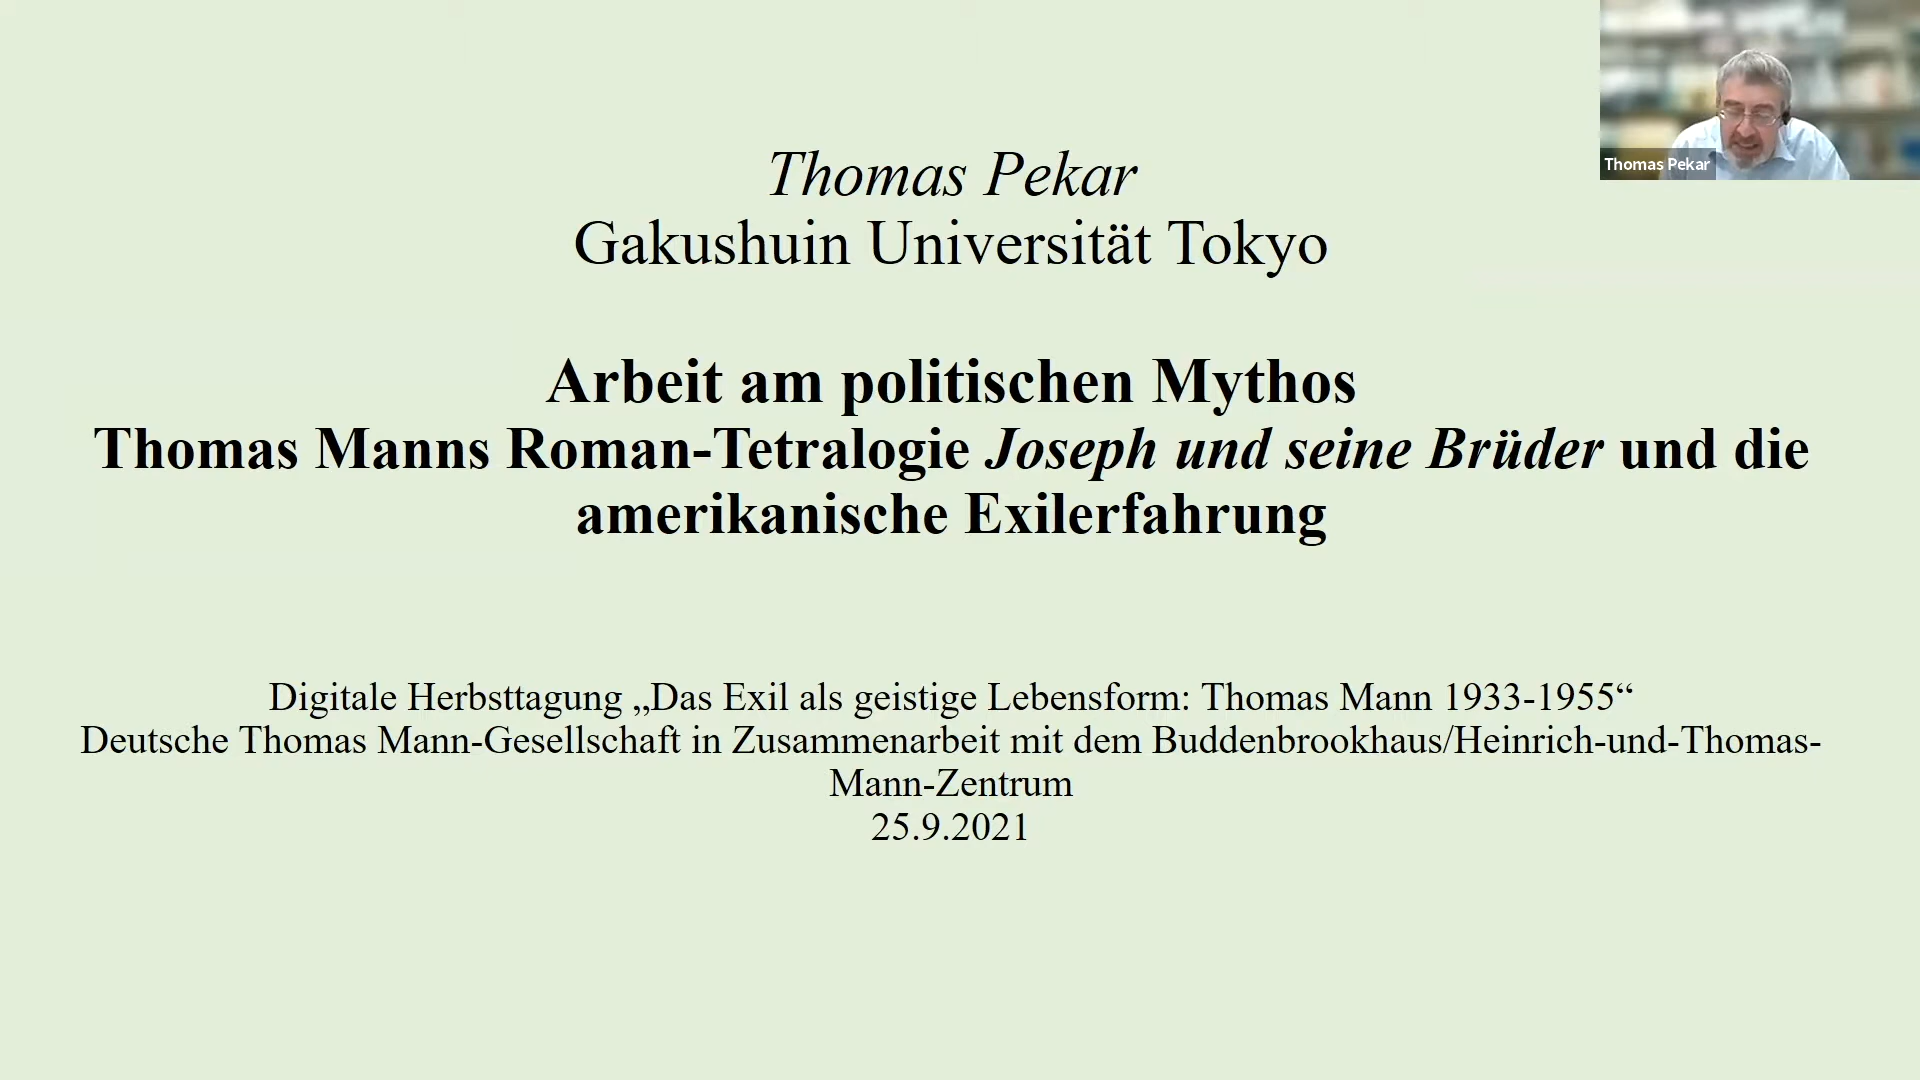 Thomas Pekar
Gakushuin Universität Tokyo
Arbeit am politischen Mythos
Thomas Manns Roman-Tetralogie Joseph und seine Brüder und die
amerikanische Exilerfahrung
Digitale Herbsttagung „Das Exil als geistige Lebensform: Thomas Mann 1933-1955“
Deutsche Thomas Mann-Gesellschaft in Zusammenarbeit mit dem Buddenbrookhaus/Heinrich-und-Thomas-
Mann-Zentrum
25.9.2021
Thomas Pekar